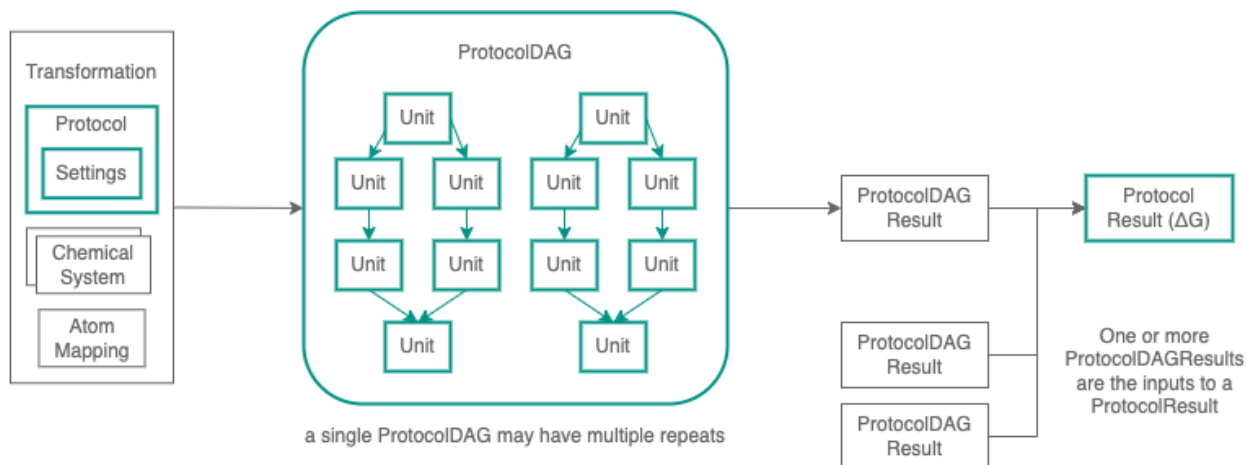 Transformation
Protocol
Settings
Chemical
System
Atom
Mapping
ProtocolDAG
Unit
Unit
Unit
Unit
Unit
Unit
Unit
Unit
Unit
Unit
Unit
Unit
a single ProtocolDAG may have multiple repeats
ProtocolDAG
Result
ProtocolDAG
Result
ProtocolDAG
Result
Protocol
Result (ΔG)
One or more
ProtocolDAGResults
are the inputs to a
ProtocolResult